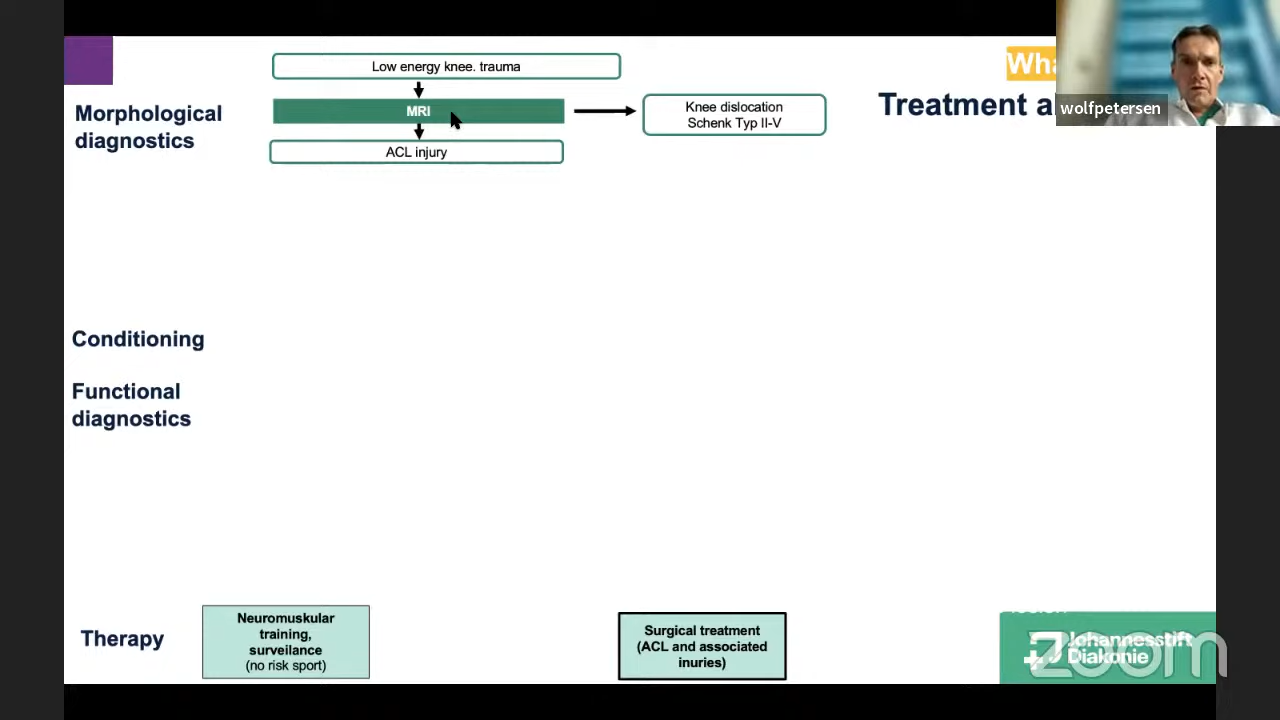 Low energy knee. trauma
Wha
wolfpetersen
Treatment a
Morphological
diagnostics
MRI
Knee dislocation
Schenk Typ II-V
ACL injury
Conditioning
Functional
diagnostics
Therapy
Neuromuskular
training,
surveilance
(no risk sport)
Surgical treatment
(ACL and associated
inuries)
Johannesstift
Diakonie
zoom